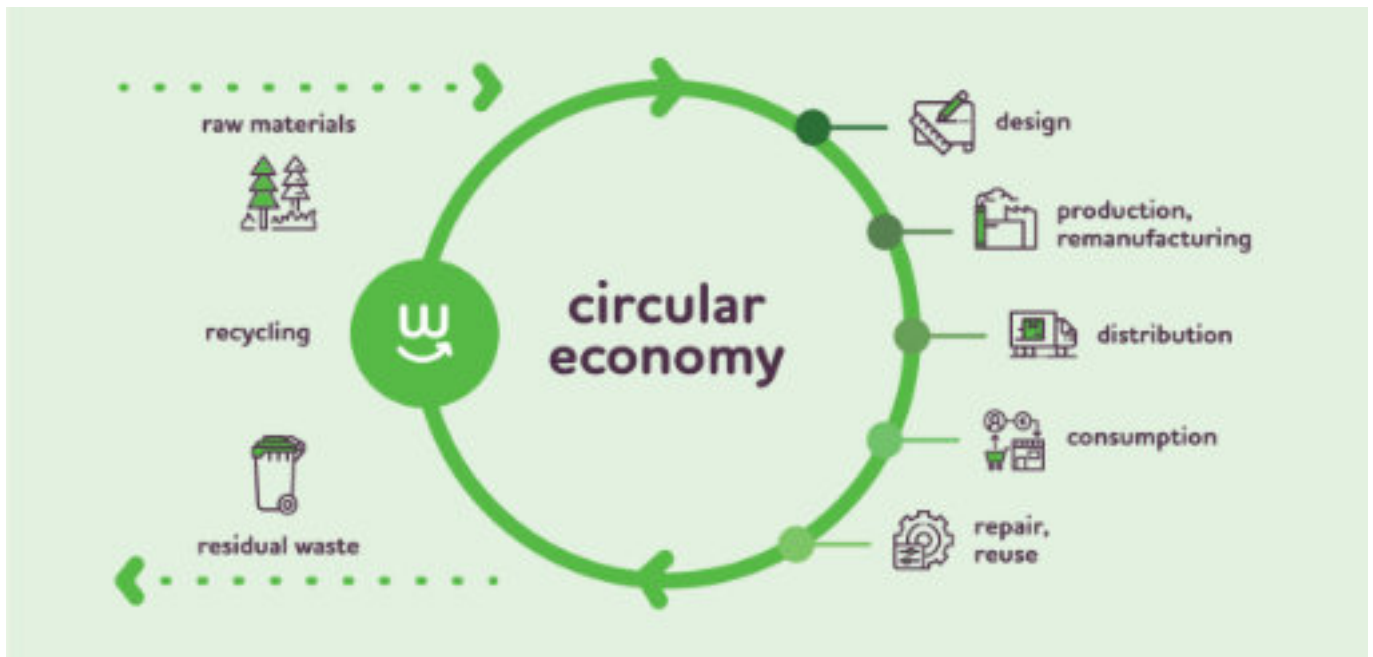 raw materials
design
production,
remanufacturing
circular
economy
recycling
w
distribution
consumption
residual waste
repair,
reuse